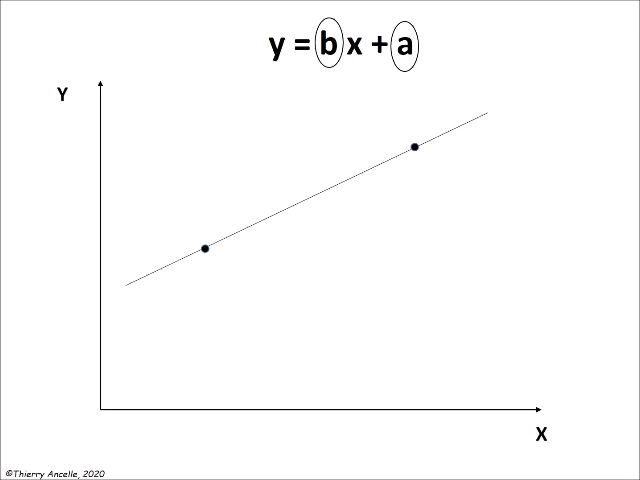 y = b x + a
Y
X
©Thierry Ancelle, 2020